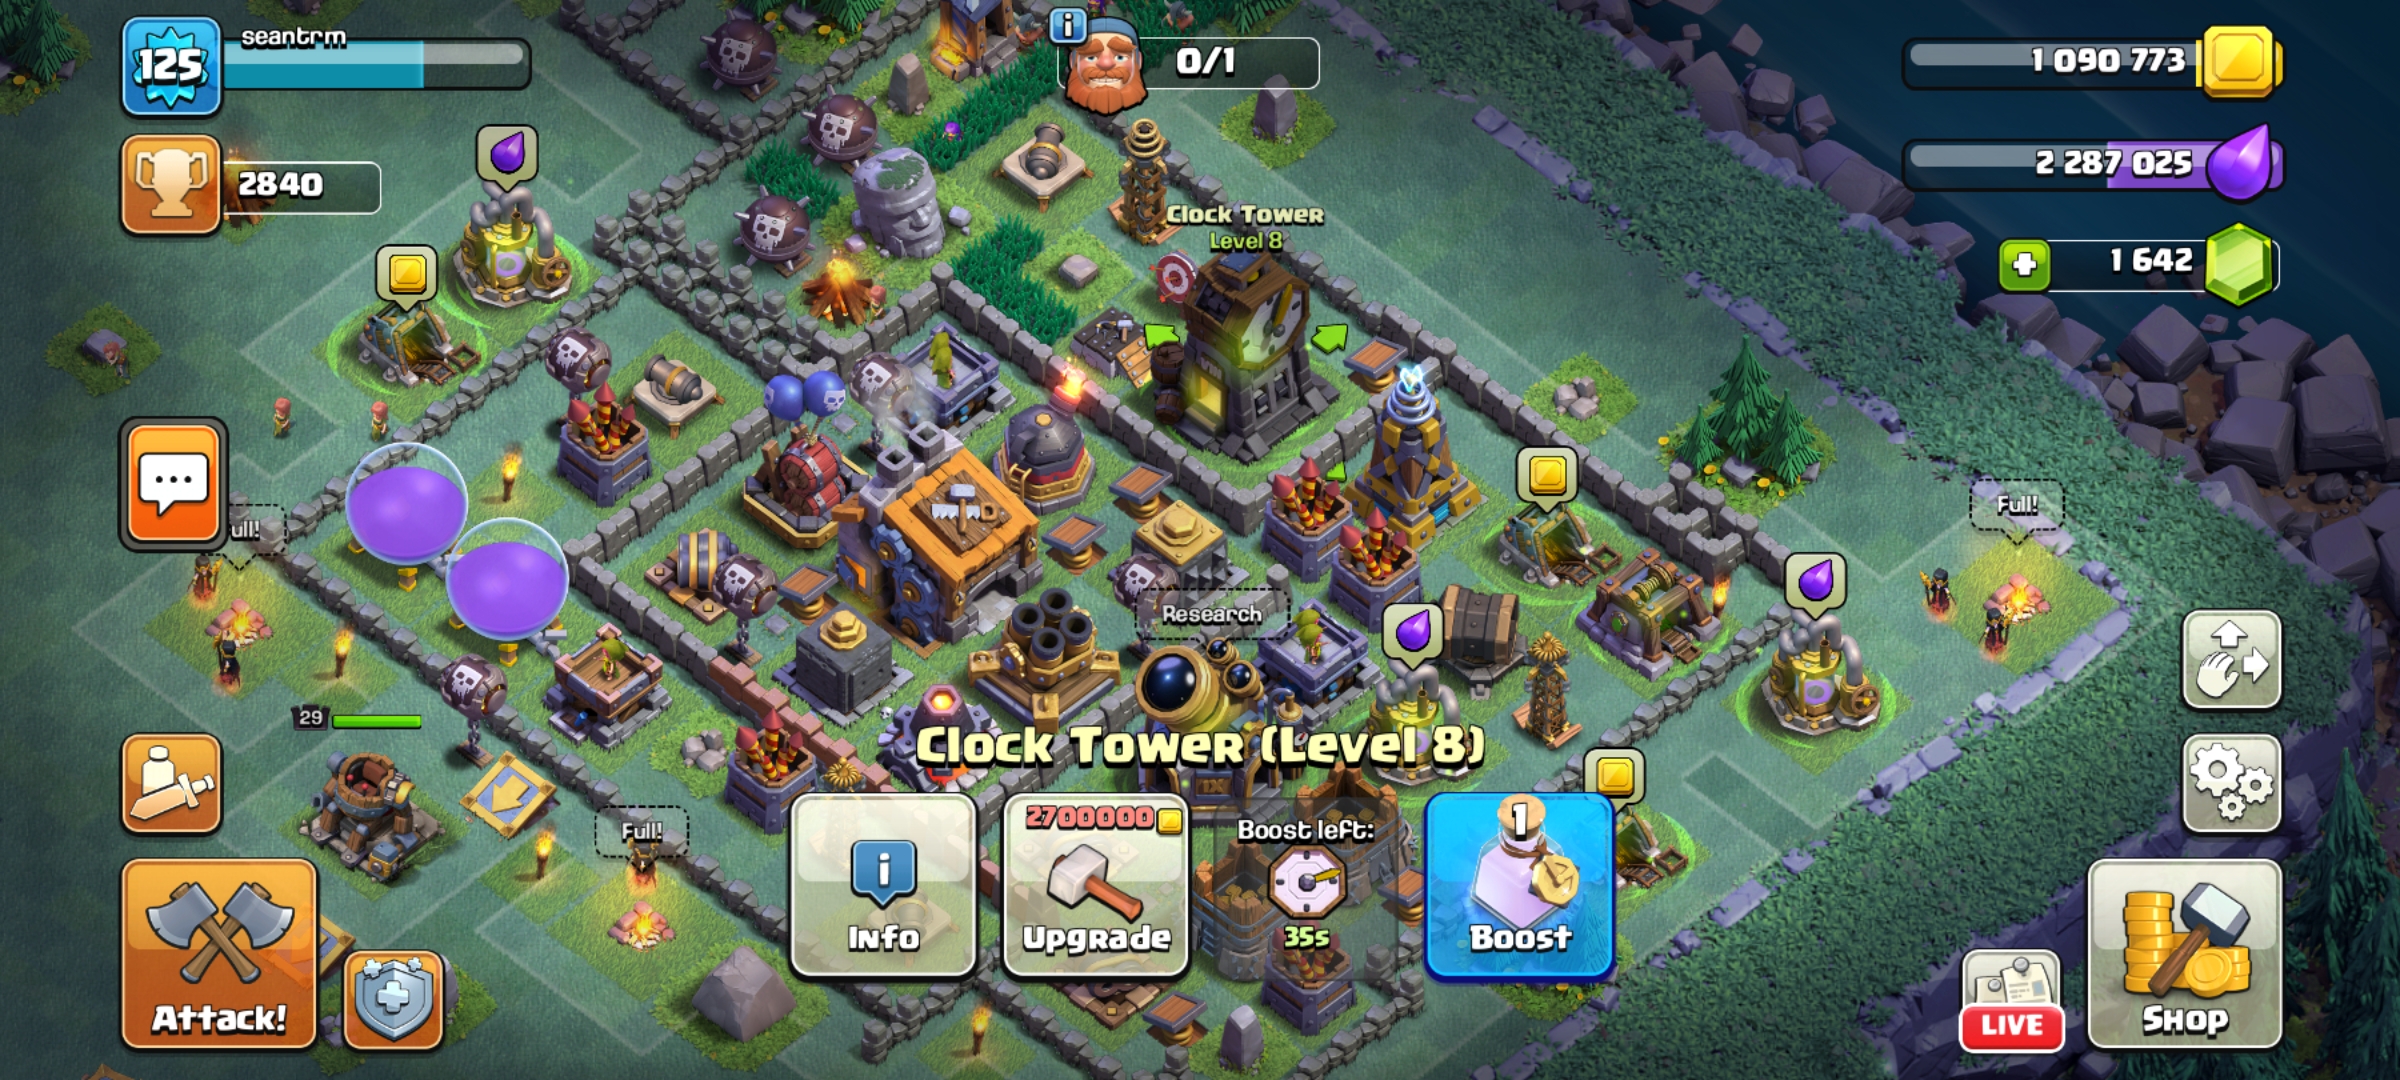 125
seantrm
i
0/1
1 090 773
2840
2 287 025
1 642
Clock Tower
Level 8
Full!
ull!
Research
29
Clock Tower (Level 8)
Full!
i
Info
2700000
Upgrade
Boost left:
35s
1
Boost
IX
Attack!
LIVE
Shop